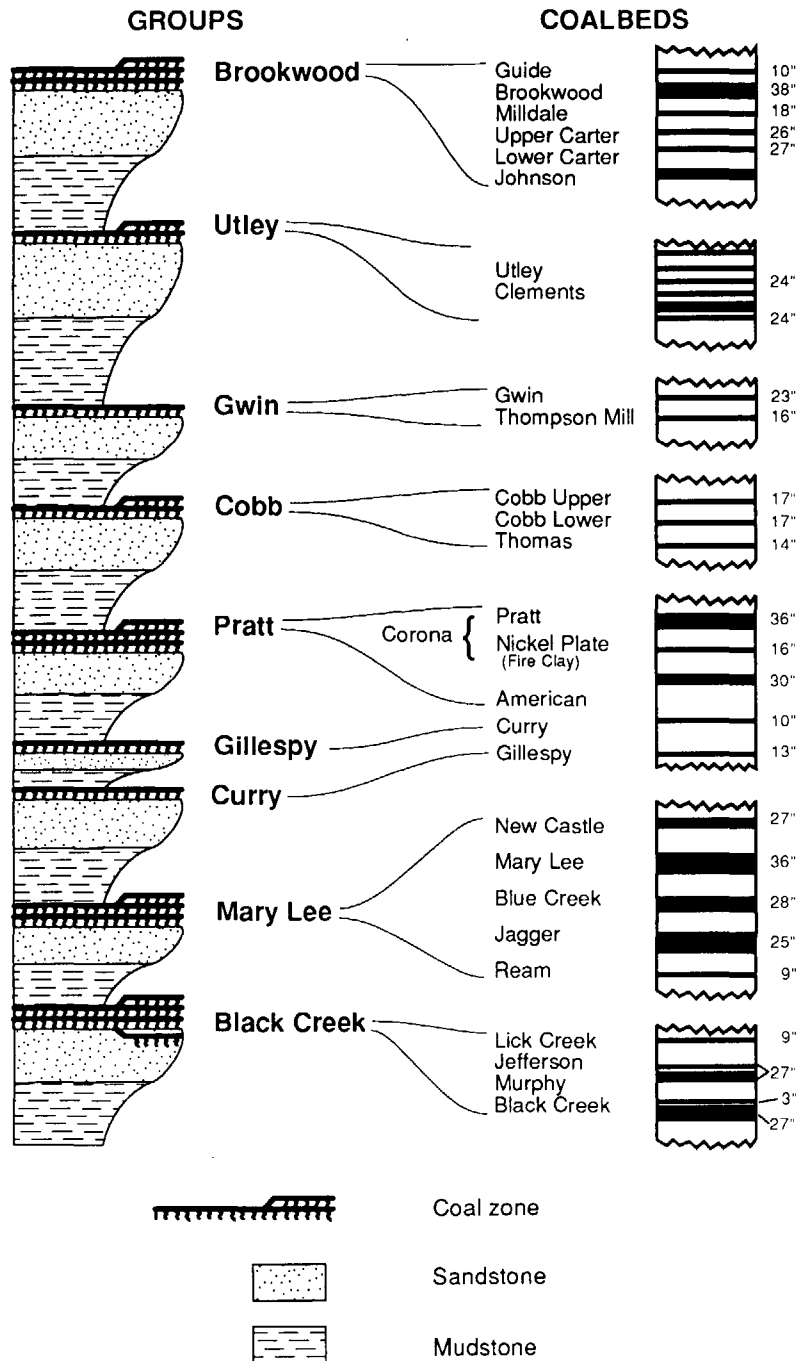 GROUPS COALBEDS
Brookwood
Guide 10"
Brookwood 38"
Milldale 18"
Upper Carter 26"
Lower Carter 27"
Johnson
Utley
Utley
Clements 24"
24"
Gwin
Gwin 23"
Thompson Mill 16"
Cobb
Cobb Upper 17"
Cobb Lower 17"
Thomas 14"
Pratt
Pratt 36"
Corona {
Nickel Plate 16"
(Fire Clay)
30"
American
Curry 10"
Gillespy
Gillespy 13"
Curry
New Castle 27"
Mary Lee 36"
Blue Creek 28"
Mary Lee
Jagger 25"
Ream 9"
Black Creek
Lick Creek 9"
Jefferson
Murphy 27"
Black Creek 3"
27"
Coal zone
Sandstone
Mudstone